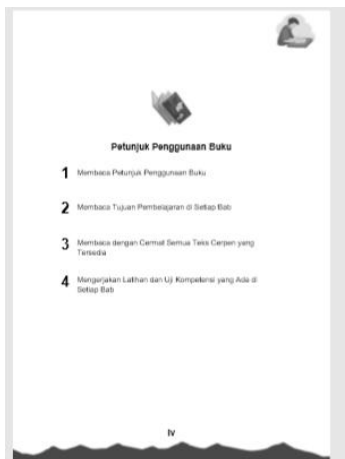 Petunjuk Penggunaan Buku
1 Membaca Petunjuk Penggunaan Buku
2 Membaca Tujuan Pembelajaran di Setiap Bab
3 Membaca dengan Cermat Semua Teks Cerpen yang
Tersedia
4 Mengerjakan Latihan dan Uji Kompetensi yang Ada di
Setiap Bab
iv